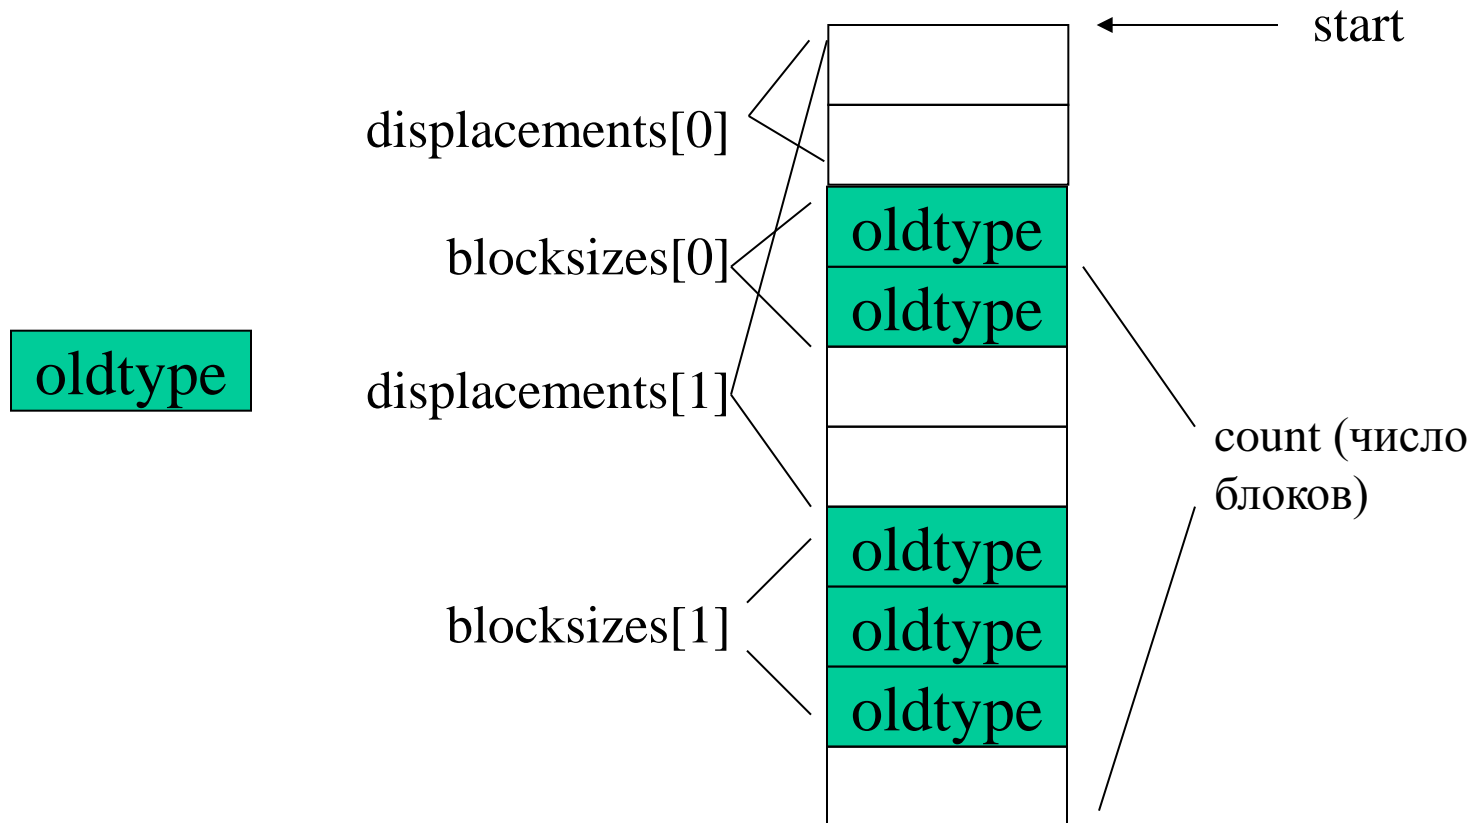 start
displacements[0]
oldtype
blocksizes[0]
oldtype
oldtype
displacements[1]
count (число
блоков)
oldtype
blocksizes[1]
oldtype
oldtype